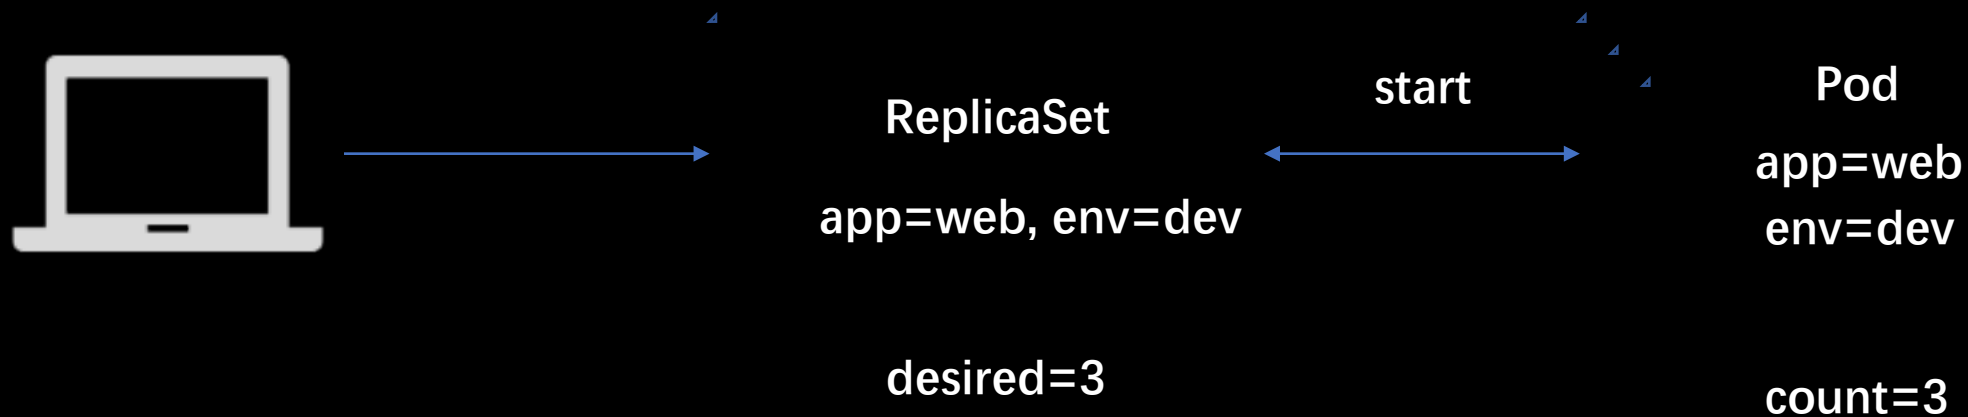 ReplicaSet
app=web, env=dev
desired=3
start
Pod
app=web
env=dev
count=3